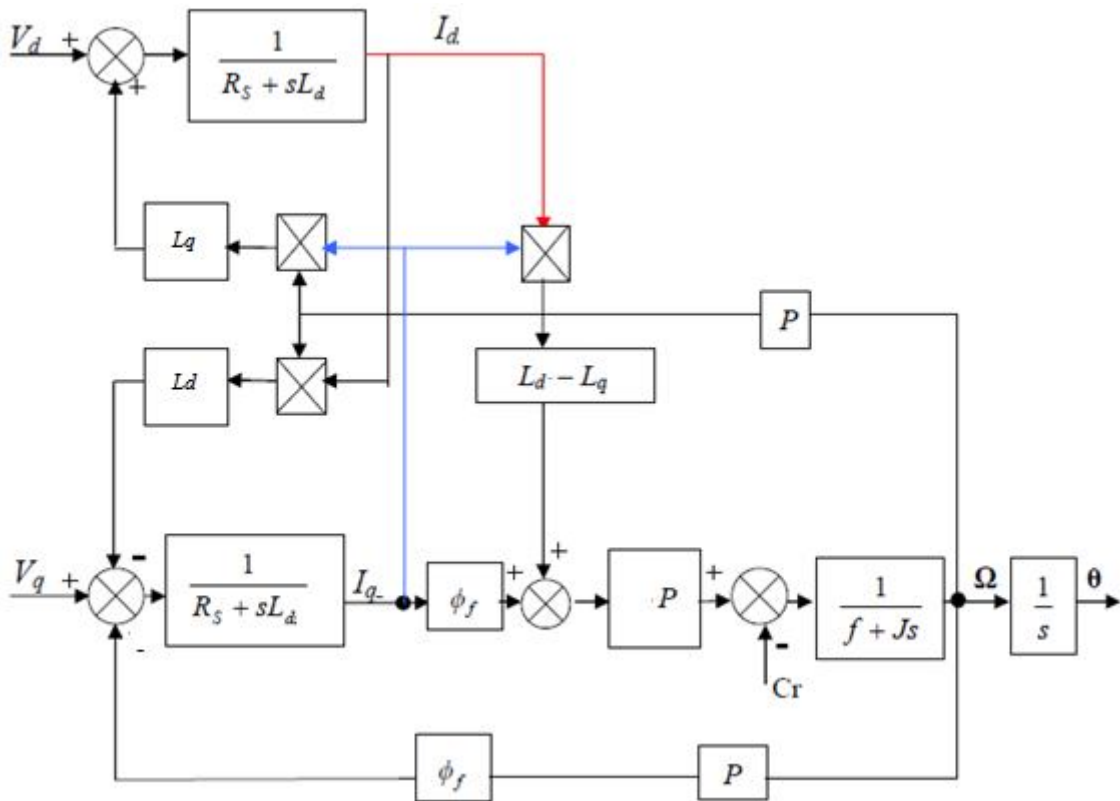 V_d + 1 / (R_S + sL_d) I_d
+
Lq
P
Ld
L_d - L_q
-
V_q + 1 / (R_S + sL_d) I_q- ϕ_f + + P + 1 / (f + Js) Ω 1 / s θ
-
-
Cr
ϕ_f P